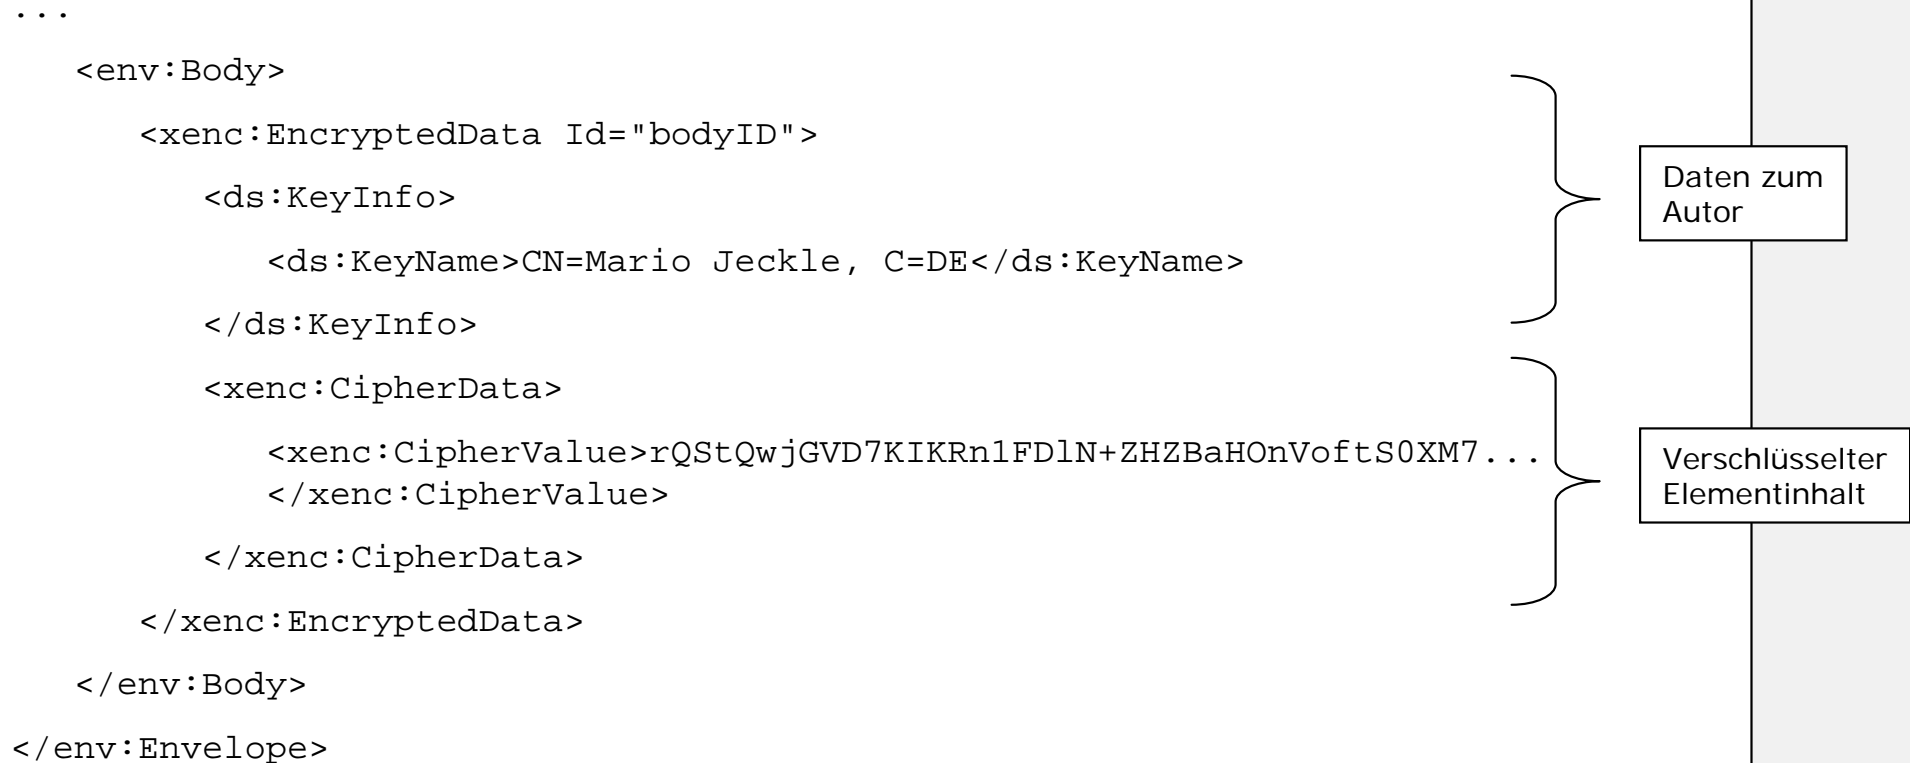 ...
<env:Body>
<xenc:EncryptedData Id="bodyID">
<ds:KeyInfo>
<ds:KeyName>CN=Mario Jeckle, C=DE</ds:KeyName>
</ds:KeyInfo>
<xenc:CipherData>
<xenc:CipherValue>rQStQwjGVD7KIKRn1FDlN+ZHZBaHOnVoftS0XM7...
</xenc:CipherValue>
</xenc:CipherData>
</xenc:EncryptedData>
</env:Body>
</env:Envelope>
Daten zum
Autor
Verschlüsselter
Elementinhalt